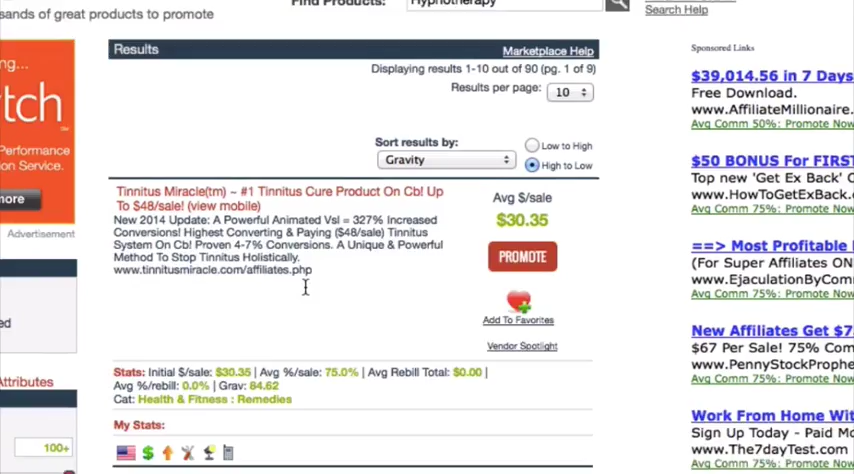 sands of great products to promote
Find Products:
Hypnotherapy
Search Help
ng...
tch
Performance
on Service.
more
Advertisement
ed
Attributes
100+
Results
Marketplace Help
Displaying results 1-10 out of 90 (pg. 1 of 9)
Results per page: 10
Sort results by:
Gravity
Low to High
High to Low
Tinnitus Miracle(tm) ~ #1 Tinnitus Cure Product On Cb! Up
To $48/sale! (view mobile)
New 2014 Update: A Powerful Animated Vsl = 327% Increased
Conversions! Highest Converting & Paying ($48/sale) Tinnitus
System On Cb! Proven 4-7% Conversions. A Unique & Powerful
Method To Stop Tinnitus Holistically.
www.tinnitusmiracle.com/affiliates.php
Avg $/sale
$30.35
PROMOTE
Add To Favorites
Vendor Spotlight
Stats: Initial $/sale: $30.35 | Avg %/sale: 75.0% | Avg Rebill Total: $0.00 |
Avg %/rebill: 0.0% | Grav: 84.62
Cat: Health & Fitness : Remedies
My Stats:
Sponsored Links
$39,014.56 in 7 Days
Free Download.
www.AffiliateMillionaire.
Avg Comm 50%: Promote Now
$50 BONUS For FIRS
Top new 'Get Ex Back' C
www.HowToGetExBack.c
Avg Comm 75%: Promote Now
==> Most Profitable
(For Super Affiliates ON
www.EjaculationByCom
Avg Comm 75%: Promote Now
New Affiliates Get $7
$67 Per Sale! 75% Com
www.PennyStockProphe
Avg Comm 75%: Promote Now
Work From Home Wit
Sign Up Today - Paid Mo
www.The7dayTest.com
Avg Comm 75%: Promote Now